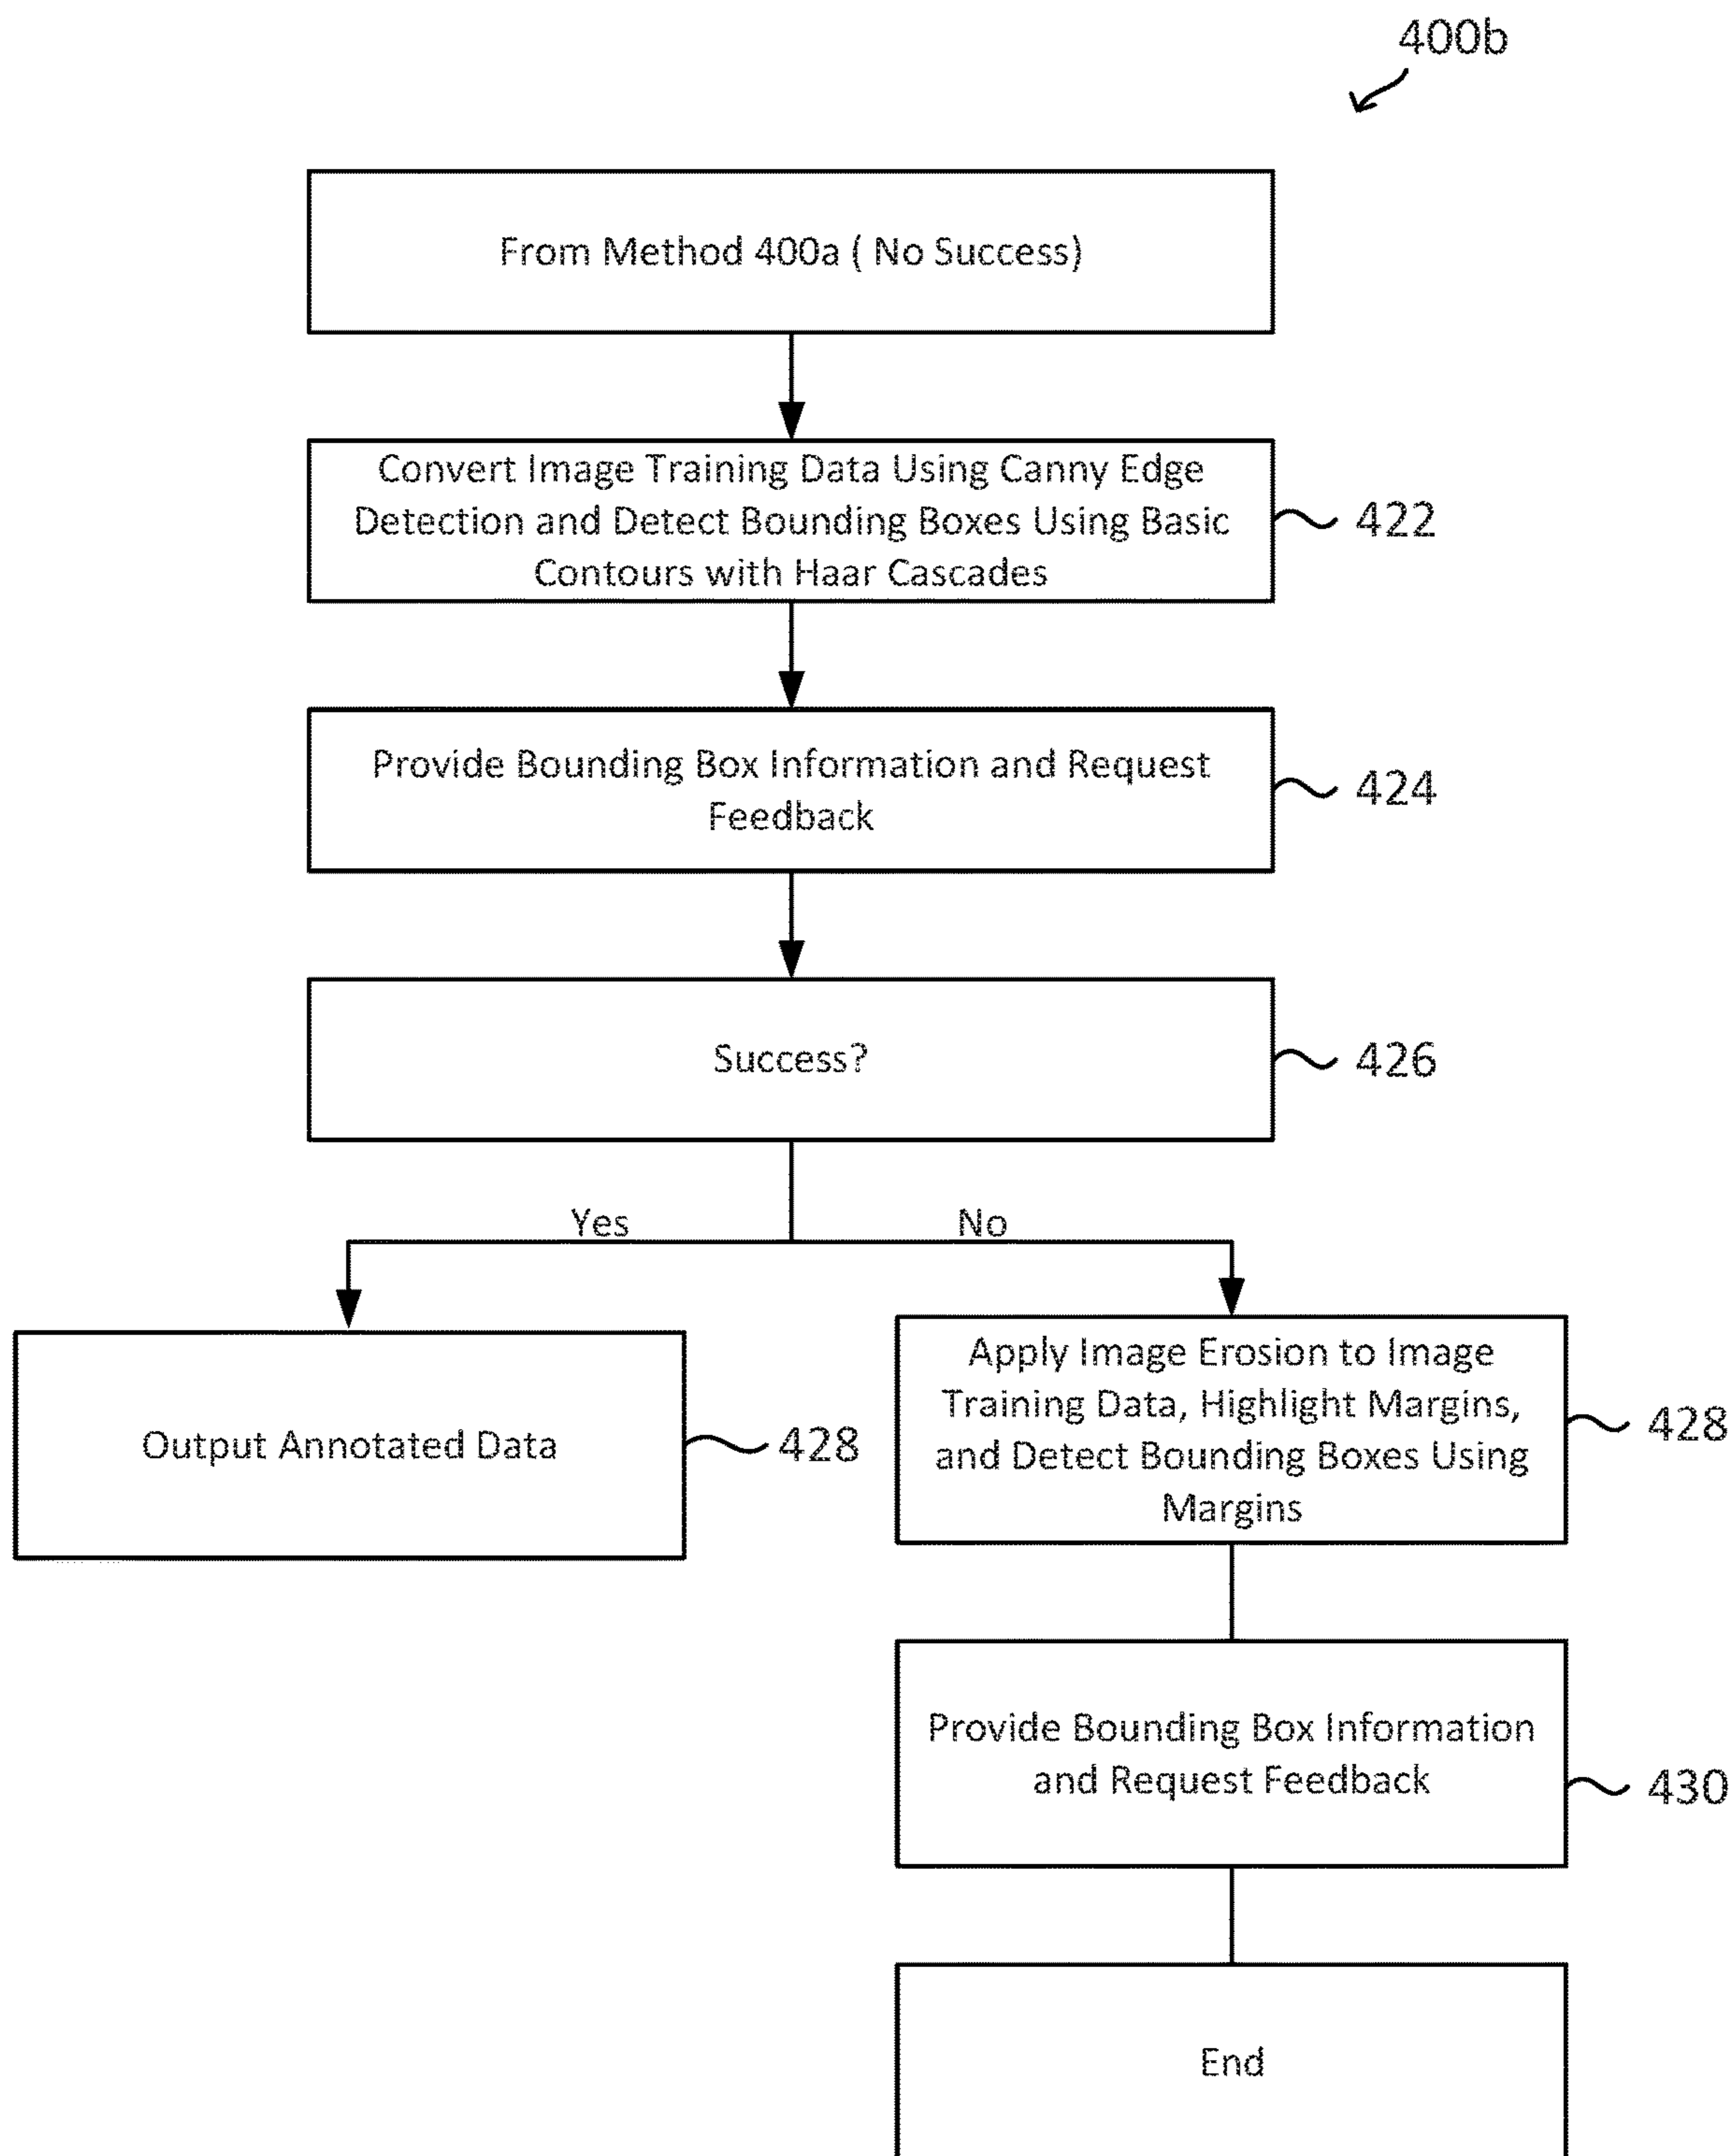 400b
From Method 400a ( No Success)
Convert Image Training Data Using Canny Edge
Detection and Detect Bounding Boxes Using Basic
Contours with Haar Cascades
422
Provide Bounding Box Information and Request
Feedback
424
Success?
426
Yes
No
Output Annotated Data
428
Apply Image Erosion to Image
Training Data, Highlight Margins,
and Detect Bounding Boxes Using
Margins
428
Provide Bounding Box Information
and Request Feedback
430
End